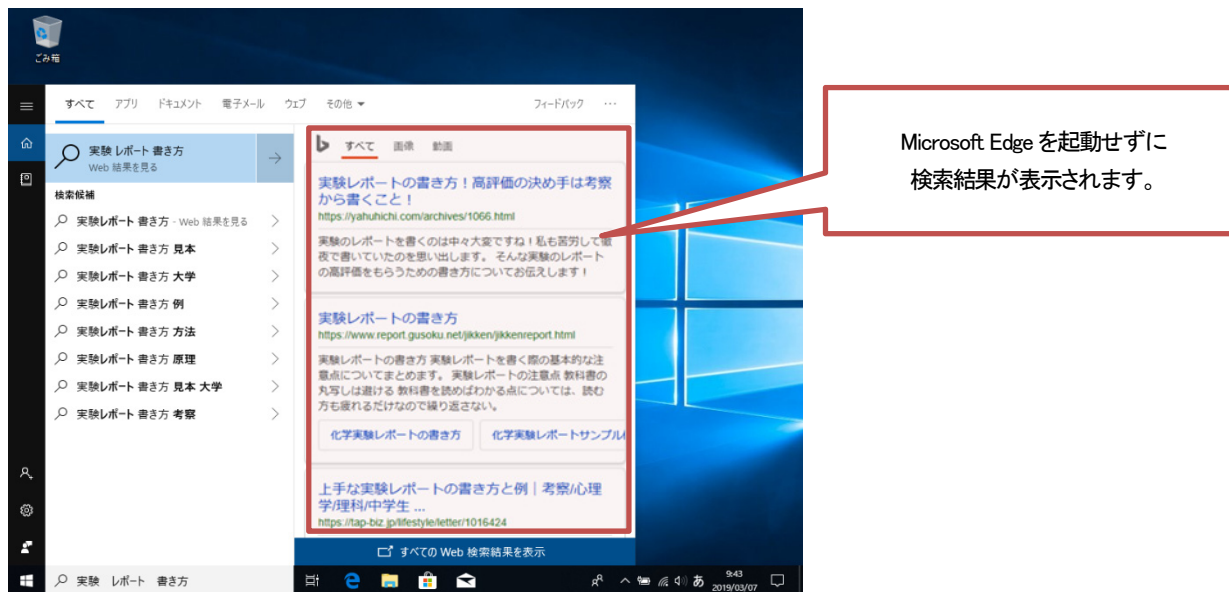 ごみ箱
すべて アプリ ドキュメント 電子メール ウェブ その他 フィードバック …
実験 レポート 書き方
Web 結果を見る
検索候補
実験レポート 書き方 - Web 結果を見る
実験レポート 書き方 見本
実験レポート 書き方 大学
実験レポート 書き方 例
実験レポート 書き方 方法
実験レポート 書き方 原理
実験レポート 書き方 見本 大学
実験レポート 書き方 考察
すべて 画像 動画
実験レポートの書き方！高評価の決め手は考察
から書くこと！
https://yahuhichi.com/archives/1066.html
実験のレポートを書くのは中々大変ですね！私も苦労して徹
夜で書いていたのを思い出します。 そんな実験のレポート
の高評価をもらうための書き方についてお伝えします！
実験レポートの書き方
https://www.report.gusoku.net/jikken/jikkenreport.html
実験レポートの書き方 実験レポートを書く際の基本的な注
意点についてまとめます。 実験レポートの注意点 教科書の
丸写しは避ける 教科書を読めばわかる点については、読む
方も疲れるだけなので繰り返さない。
化学実験レポートの書き方 化学実験レポートサンプル
上手な実験レポートの書き方と例｜考察/心理
学/理科/中学生 ...
https://tap-biz.jp/lifestyle/letter/1016424
すべての Web 検索結果を表示
実験 レポート 書き方
あ
9:43
2019/03/07
Microsoft Edge を起動せずに
検索結果が表示されます。